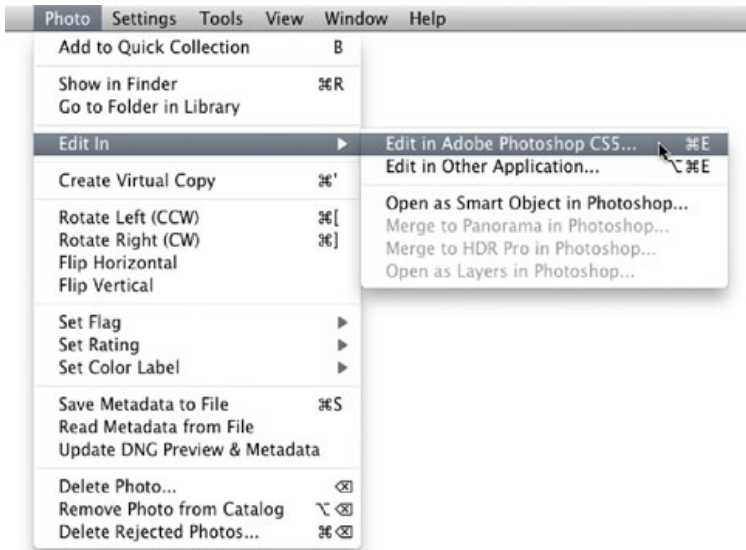 Photo Settings Tools View Window Help
Add to Quick Collection B
Show in Finder ⌘R
Go to Folder in Library
Edit In ▶
Edit in Adobe Photoshop CS5... ⌘E
Edit in Other Application... ⌥⌘E
Open as Smart Object in Photoshop...
Merge to Panorama in Photoshop...
Merge to HDR Pro in Photoshop...
Open as Layers in Photoshop...
Create Virtual Copy ⌘'
Rotate Left (CCW) ⌘[
Rotate Right (CW) ⌘]
Flip Horizontal
Flip Vertical
Set Flag ▶
Set Rating ▶
Set Color Label ▶
Save Metadata to File ⌘S
Read Metadata from File
Update DNG Preview & Metadata
Delete Photo... ⌫
Remove Photo from Catalog ⌥⌫
Delete Rejected Photos... ⌘⌫